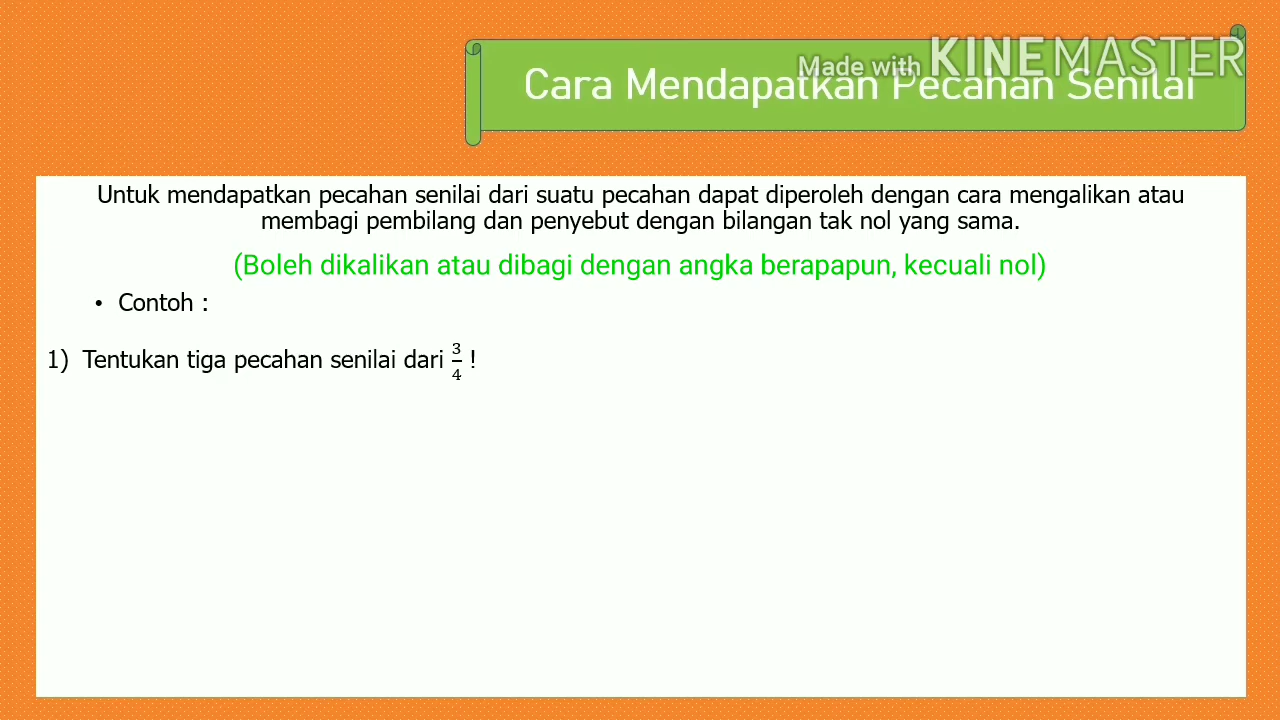 Made with KINEMASTER
Cara Mendapatkan Pecahan Senilai
Untuk mendapatkan pecahan senilai dari suatu pecahan dapat diperoleh dengan cara mengalikan atau
membagi pembilang dan penyebut dengan bilangan tak nol yang sama.
(Boleh dikalikan atau dibagi dengan angka berapapun, kecuali nol)
• Contoh :
1) Tentukan tiga pecahan senilai dari 3/4 !